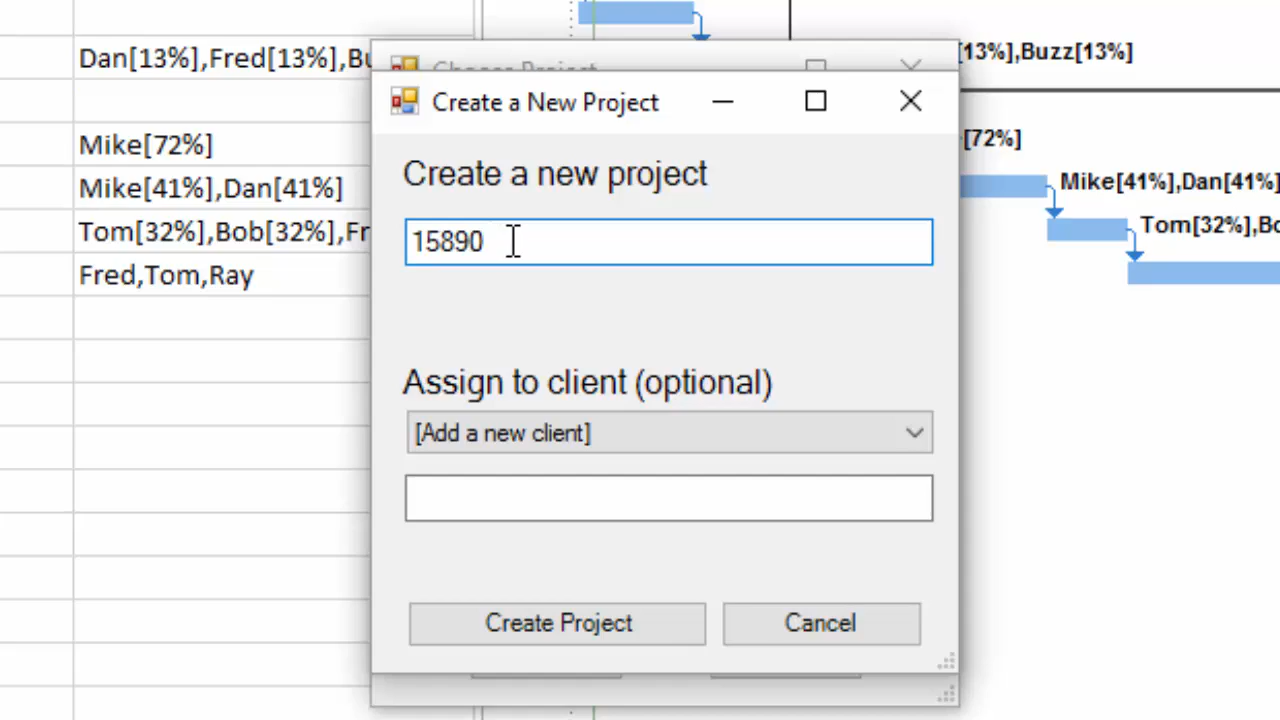 Dan[13%],Fred[13%],Bu
Mike[72%]
Mike[41%],Dan[41%]
Tom[32%],Bob[32%],Fr
Fred,Tom,Ray
Choose Project
Create a New Project
Create a new project
15890
Assign to client (optional)
[Add a new client]
Create Project
Cancel
[13%],Buzz[13%]
[72%]
Mike[41%],Dan[41%]
Tom[32%],Bo